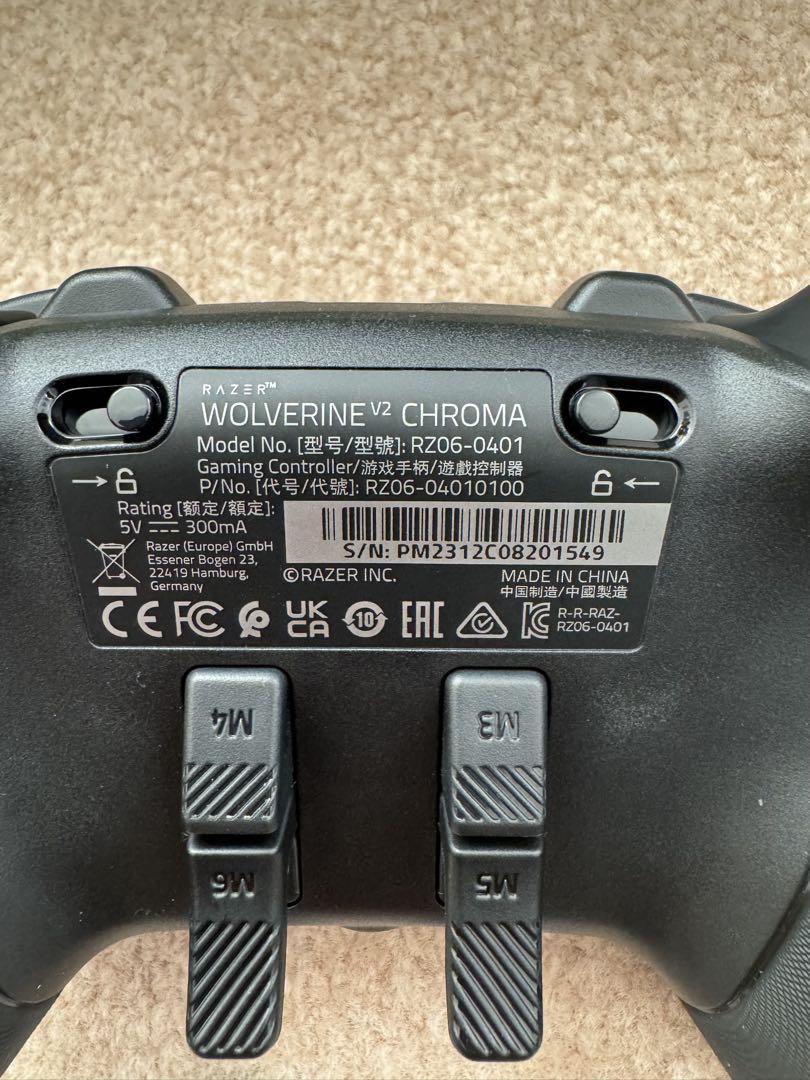 RAZER™
WOLVERINE V2 CHROMA
Model No. [型号/型號]: RZ06-0401
Gaming Controller/游戏手柄/遊戲控制器
P/No. [代号/代號]: RZ06-04010100
Rating [额定/額定]:
5V ⎓ 300mA
S/N: PM2312C08201549
Razer (Europe) GmbH
Essener Bogen 23,
22419 Hamburg,
Germany
©RAZER INC.
MADE IN CHINA
中国制造/中國製造
CE FC UK CA 10 EAC KC R-R-RAZ-
RZ06-0401
M4 M3
M6 M5